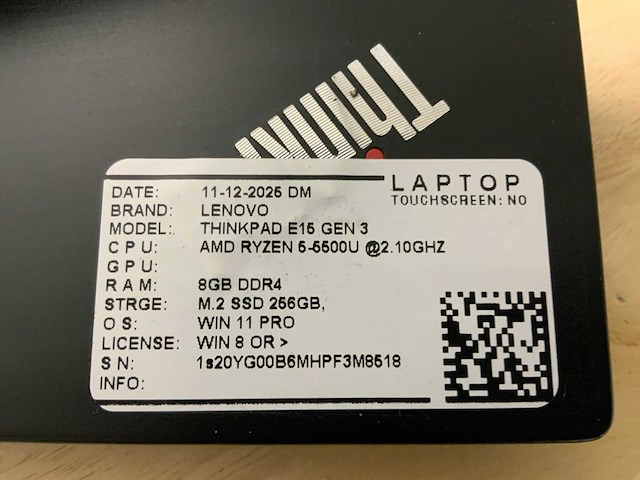 Think
LAPTOP
TOUCHSCREEN: NO
DATE: 11-12-2025 DM
BRAND: LENOVO
MODEL: THINKPAD E15 GEN 3
CPU: AMD RYZEN 5-5500U @2.10GHZ
GPU:
RAM: 8GB DDR4
STRGE: M.2 SSD 256GB,
OS: WIN 11 PRO
LICENSE: WIN 8 OR >
SN: 1s20YG00B6MHPF3M8518
INFO: